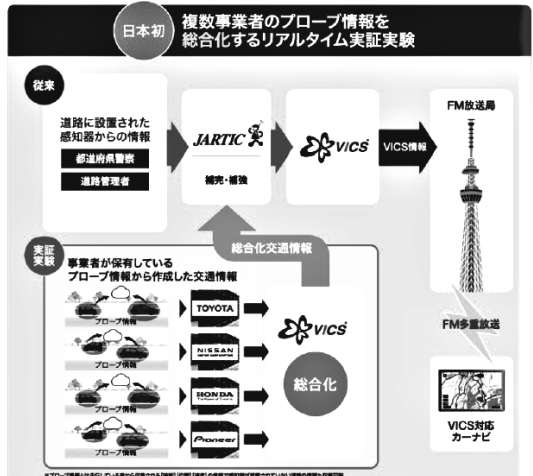 日本初
複数事業者のプローブ情報を
総合化するリアルタイム実証実験
従来
道路に設置された
感知器からの情報
都道府県警察
道路管理者
JARTIC
補完・補強
VICS
VICS情報
FM放送局
総合化交通情報
実証
実験
事業者が保有している
プローブ情報から作成した交通情報
プローブ情報
TOYOTA
プローブ情報
NISSAN
プローブ情報
HONDA
プローブ情報
Pioneer
VICS
総合化
FM多重放送
VICS対応
カーナビ